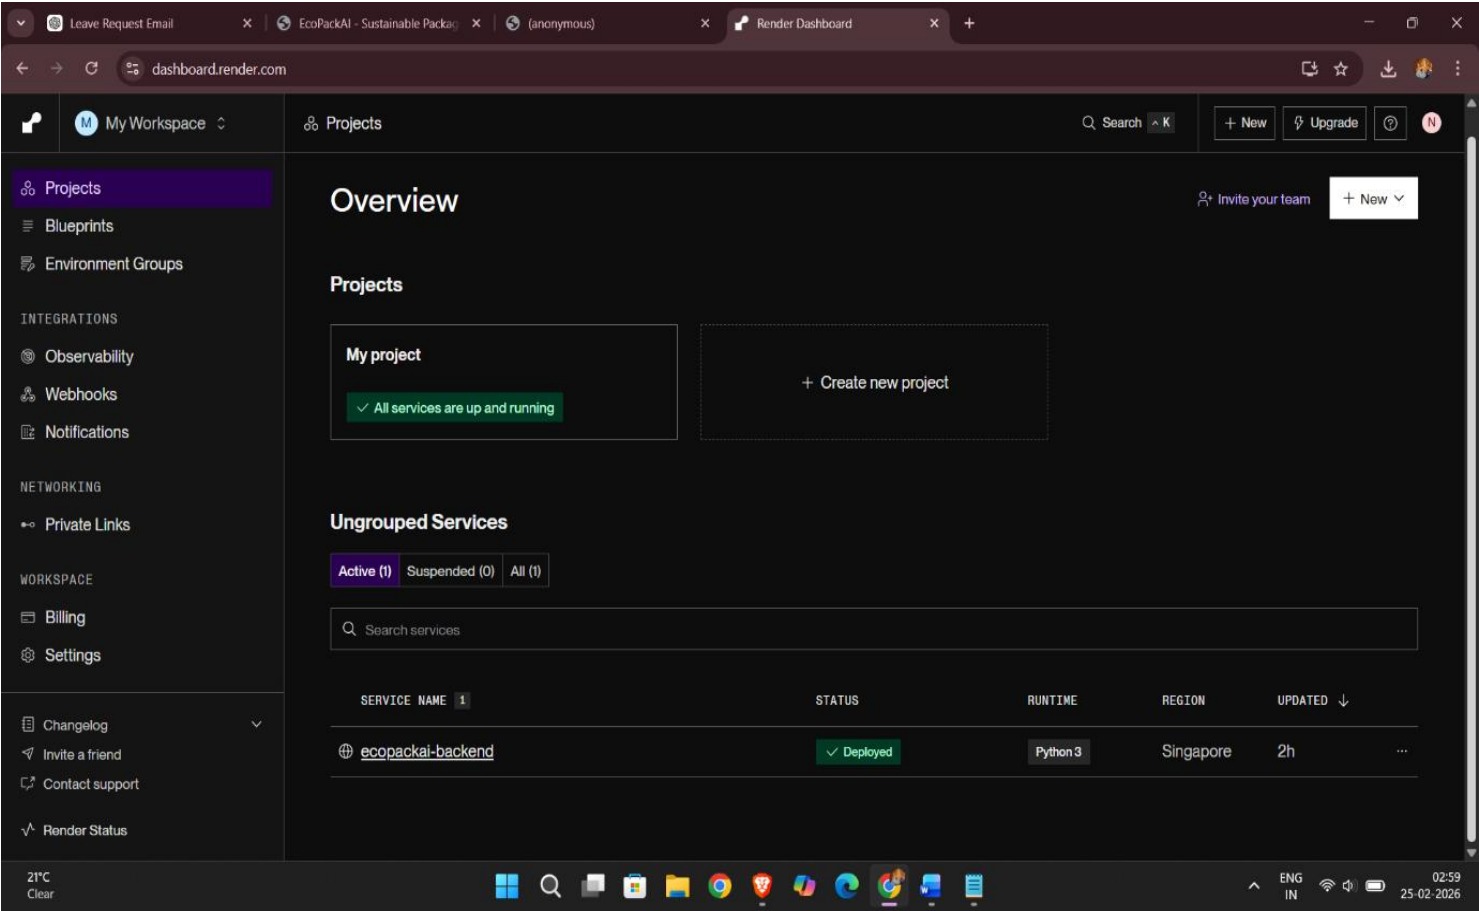 Leave Request Email
EcoPackAI - Sustainable Packag
(anonymous)
Render Dashboard
dashboard.render.com
M My Workspace
Projects
Search ^ K
+ New
Upgrade
N
Projects
Blueprints
Environment Groups
INTEGRATIONS
Observability
Webhooks
Notifications
NETWORKING
Private Links
WORKSPACE
Billing
Settings
Changelog
Invite a friend
Contact support
Render Status
Overview
Invite your team
+ New
Projects
My project
✓ All services are up and running
+ Create new project
Ungrouped Services
Active (1) Suspended (0) All (1)
Search services
SERVICE NAME 1 STATUS RUNTIME REGION UPDATED ↓
ecopackai-backend ✓ Deployed Python 3 Singapore 2h ...
21°C
Clear
ENG
IN
02:59
25-02-2026